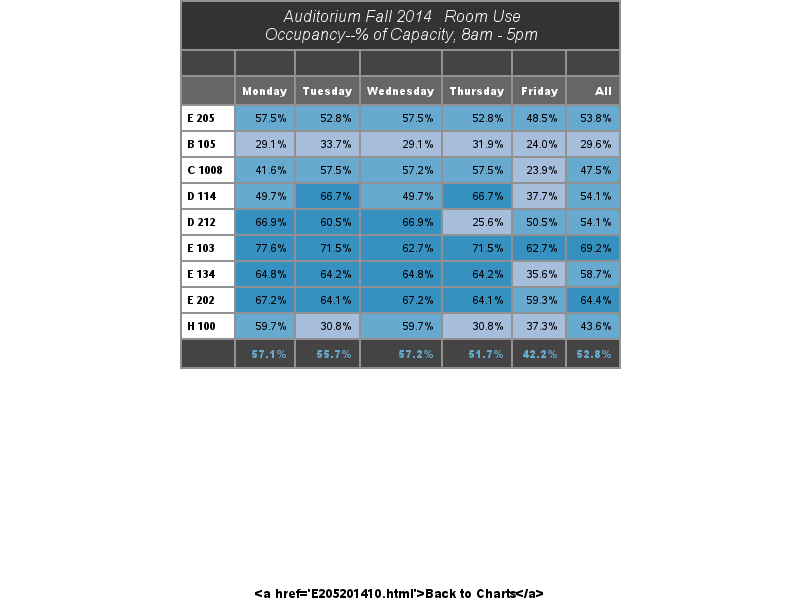 Auditorium Fall 2014 Room Use
Occupancy--% of Capacity, 8am - 5pm
Monday Tuesday Wednesday Thursday Friday All
E 205 57.5% 52.8% 57.5% 52.8% 48.5% 53.8%
B 105 29.1% 33.7% 29.1% 31.9% 24.0% 29.6%
C 1008 41.6% 57.5% 57.2% 57.5% 23.9% 47.5%
D 114 49.7% 66.7% 49.7% 66.7% 37.7% 54.1%
D 212 66.9% 60.5% 66.9% 25.6% 50.5% 54.1%
E 103 77.6% 71.5% 62.7% 71.5% 62.7% 69.2%
E 134 64.8% 64.2% 64.8% 64.2% 35.6% 58.7%
E 202 67.2% 64.1% 67.2% 64.1% 59.3% 64.4%
H 100 59.7% 30.8% 59.7% 30.8% 37.3% 43.6%
57.1% 55.7% 57.2% 51.7% 42.2% 52.8%
<a href='E205201410.html'>Back to Charts</a>